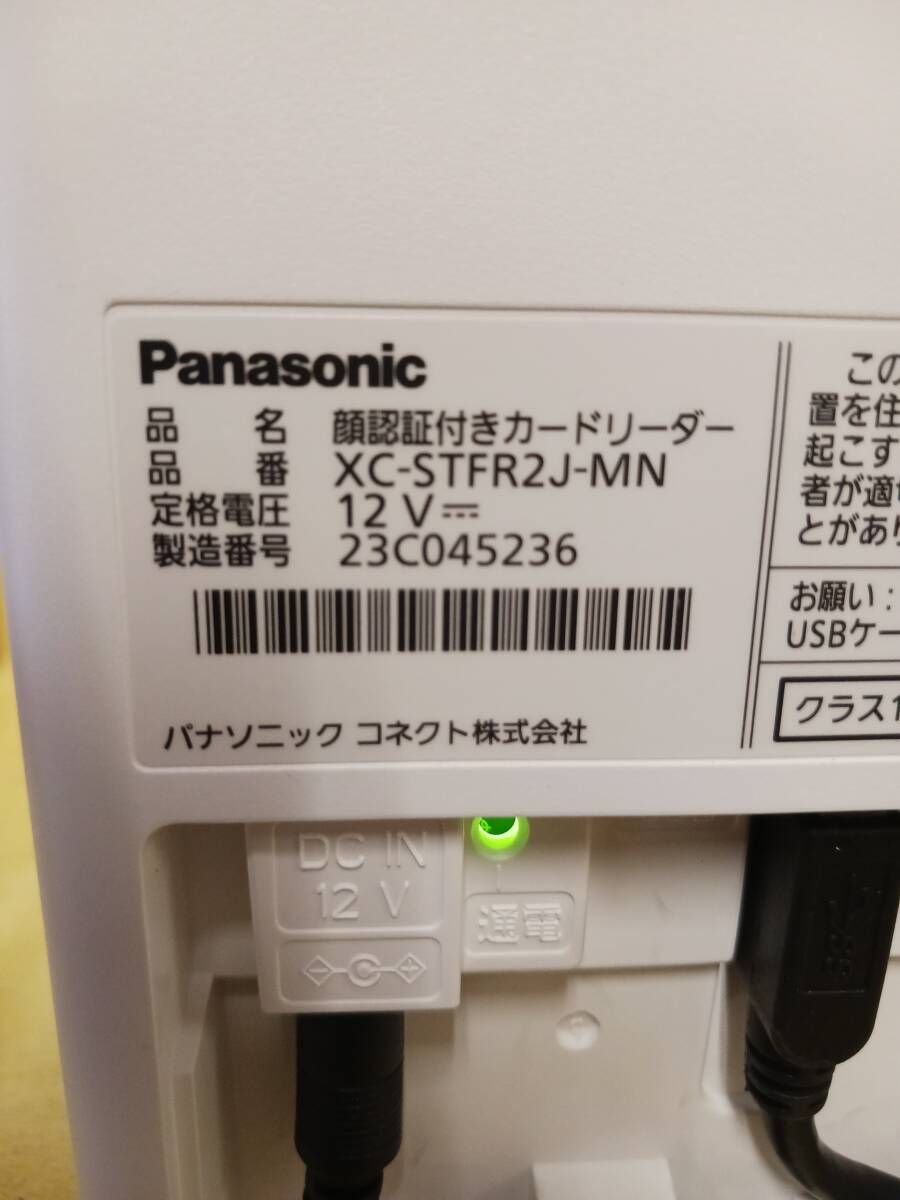 Panasonic
品 名 顔認証付きカードリーダー
品 番 XC-STFR2J-MN
定格電圧 12 V⎓
製造番号 23C045236
パナソニック コネクト株式会社
この
置を住
起こす
者が適切
とがあり
お願い：
USBケー
クラス1
DC IN
12 V
通電